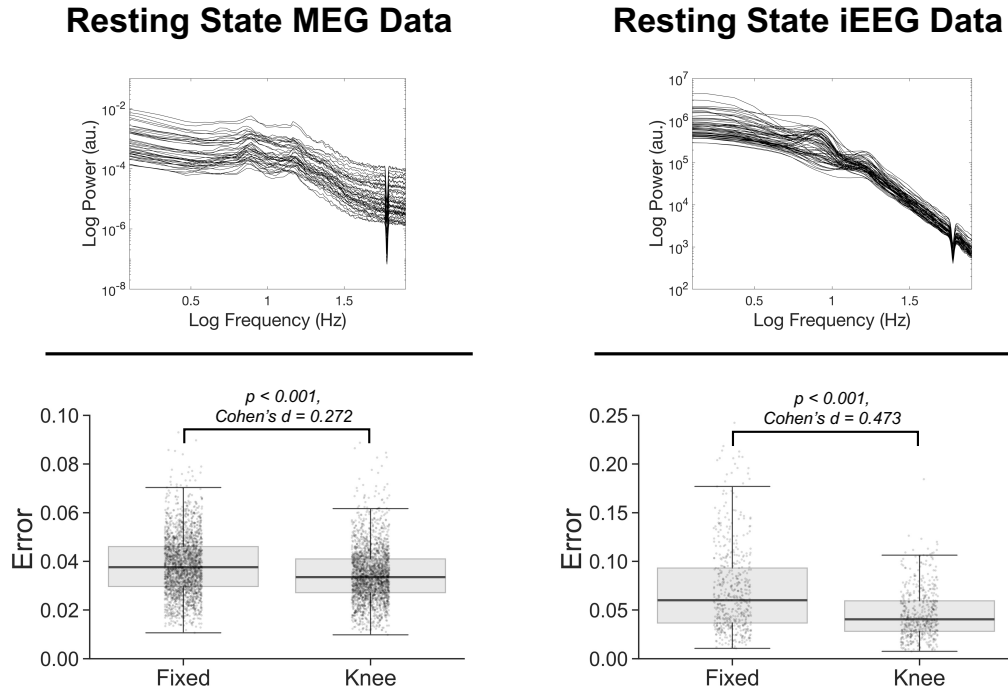 Resting State MEG Data
Resting State iEEG Data
Log Power (au.)
10^-2
10^-4
10^-6
10^-8
0.5
1
1.5
Log Frequency (Hz)
Log Power (au.)
10^7
10^6
10^5
10^4
10^3
10^2
0.5
1
1.5
Log Frequency (Hz)
p < 0.001,
Cohen's d = 0.272
Error
0.10
0.08
0.06
0.04
0.02
0.00
Fixed
Knee
p < 0.001,
Cohen's d = 0.473
Error
0.25
0.20
0.15
0.10
0.05
0.00
Fixed
Knee